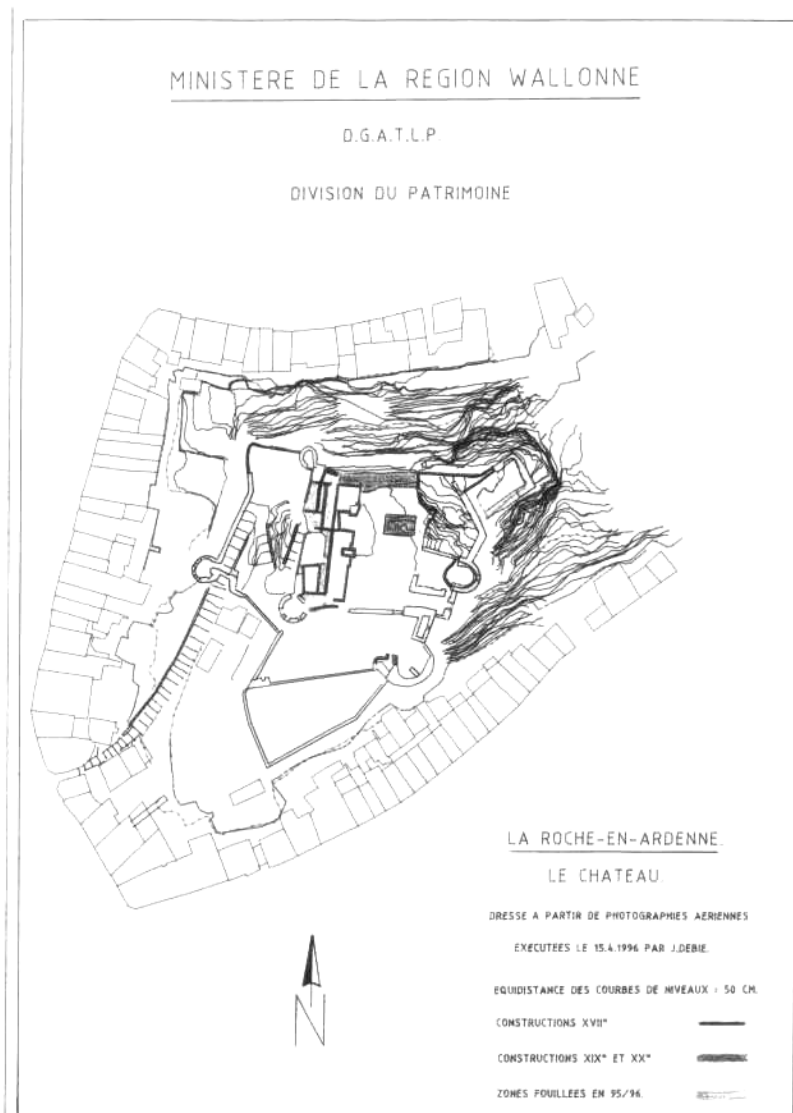 MINISTERE DE LA REGION WALLONNE
D.G.A.T.L.P.
DIVISION DU PATRIMOINE
LA ROCHE-EN-ARDENNE.
LE CHATEAU.
DRESSE A PARTIR DE PHOTOGRAPHIES AERIENNES
EXECUTEES LE 15.4.1996 PAR J.DEBIE.
EQUIDISTANCE DES COURBES DE NIVEAUX : 50 CM.
N
CONSTRUCTIONS XVII°
CONSTRUCTIONS XIX° ET XX°
ZONES FOUILLEES EN 95/96.